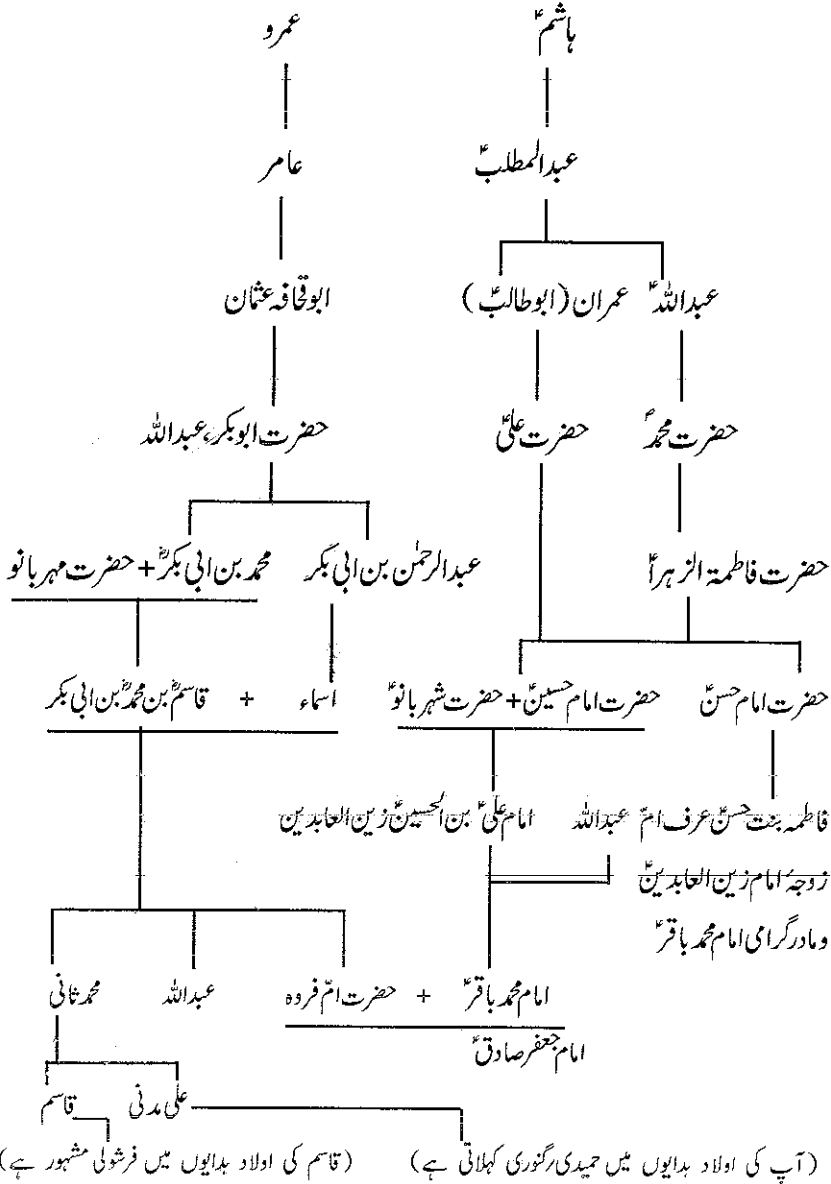 ہاشمؑ عمرو
عبدالمطلبؑ عامر
عبداللہؑ عمران (ابوطالبؑ) ابوقحافہ عثمان
حضرت محمدؐ حضرت علیؑ حضرت ابوبکر، عبداللہ
حضرت فاطمۃ الزہراؑ عبدالرحمٰن بن ابی بکر محمد بن ابی بکرؓ + حضرت مہربانو
حضرت امام حسنؑ حضرت امام حسینؑ + حضرت شہربانوؑ اسماء + قاسمؓ بن محمدؓ بن ابی بکر
فاطمہ بنت حسنؑ عرف امّ عبداللہ امام علیؑ بن الحسینؑ زین العابدین
زوجۂ امام زین العابدینؑ
و مادر گرامی امام محمد باقرؑ
امام محمد باقرؑ + حضرت امّ فروہ عبداللہ محمد ثانی
امام جعفر صادقؑ
علی مدنی قاسم
(آپ کی اولاد بدایوں میں حمیدی رگنوری کہلاتی ہے) (قاسم کی اولاد بدایوں میں فرشولی مشہور ہے)